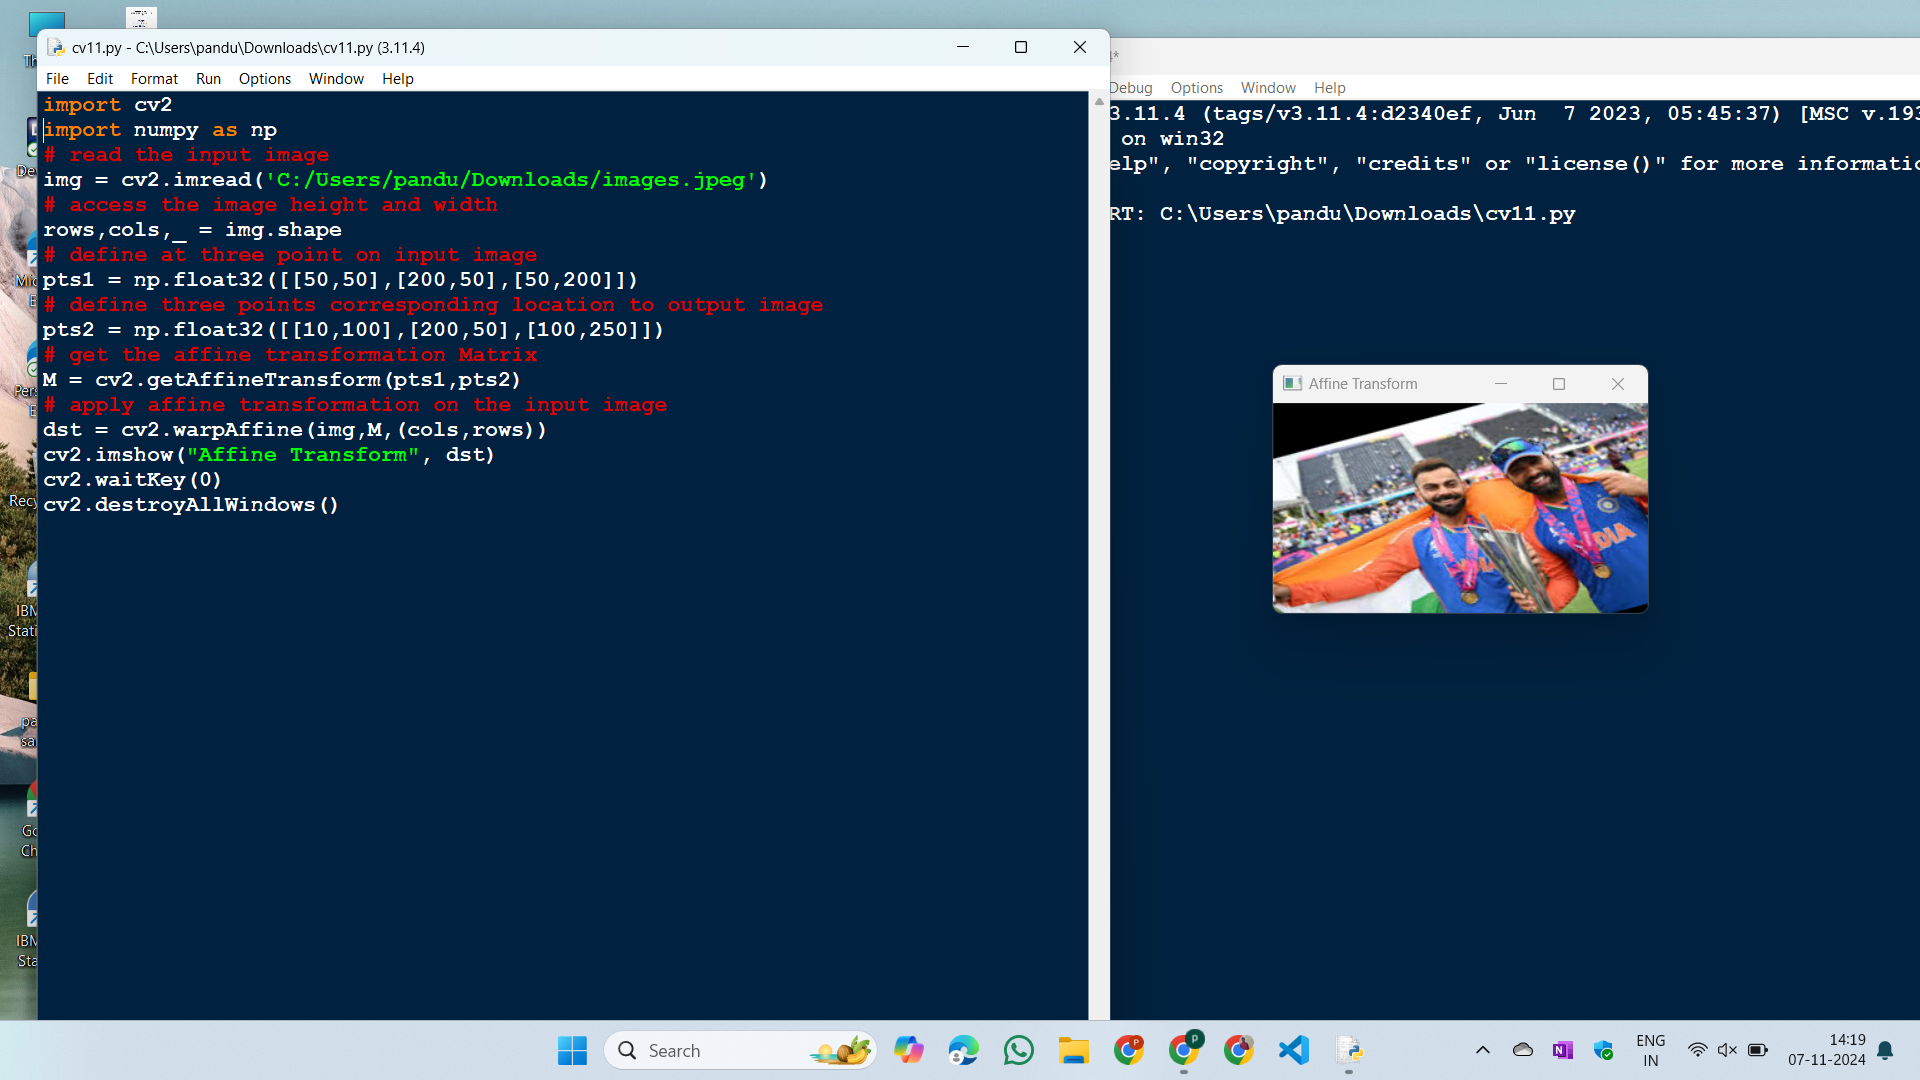 cv11.py - C:\Users\pandu\Downloads\cv11.py (3.11.4)
File Edit Format Run Options Window Help
import cv2
import numpy as np
# read the input image
img = cv2.imread('C:/Users/pandu/Downloads/images.jpeg')
# access the image height and width
rows,cols,_ = img.shape
# define at three point on input image
pts1 = np.float32([[50,50],[200,50],[50,200]])
# define three points corresponding location to output image
pts2 = np.float32([[10,100],[200,50],[100,250]])
# get the affine transformation Matrix
M = cv2.getAffineTransform(pts1,pts2)
# apply affine transformation on the input image
dst = cv2.warpAffine(img,M,(cols,rows))
cv2.imshow("Affine Transform", dst)
cv2.waitKey(0)
cv2.destroyAllWindows()
Debug Options Window Help
3.11.4 (tags/v3.11.4:d2340ef, Jun  7 2023, 05:45:37) [MSC v.193
on win32
elp", "copyright", "credits" or "license()" for more informatio
RT: C:\Users\pandu\Downloads\cv11.py
Affine Transform
INDIA
Search
ENG
IN
14:19
07-11-2024